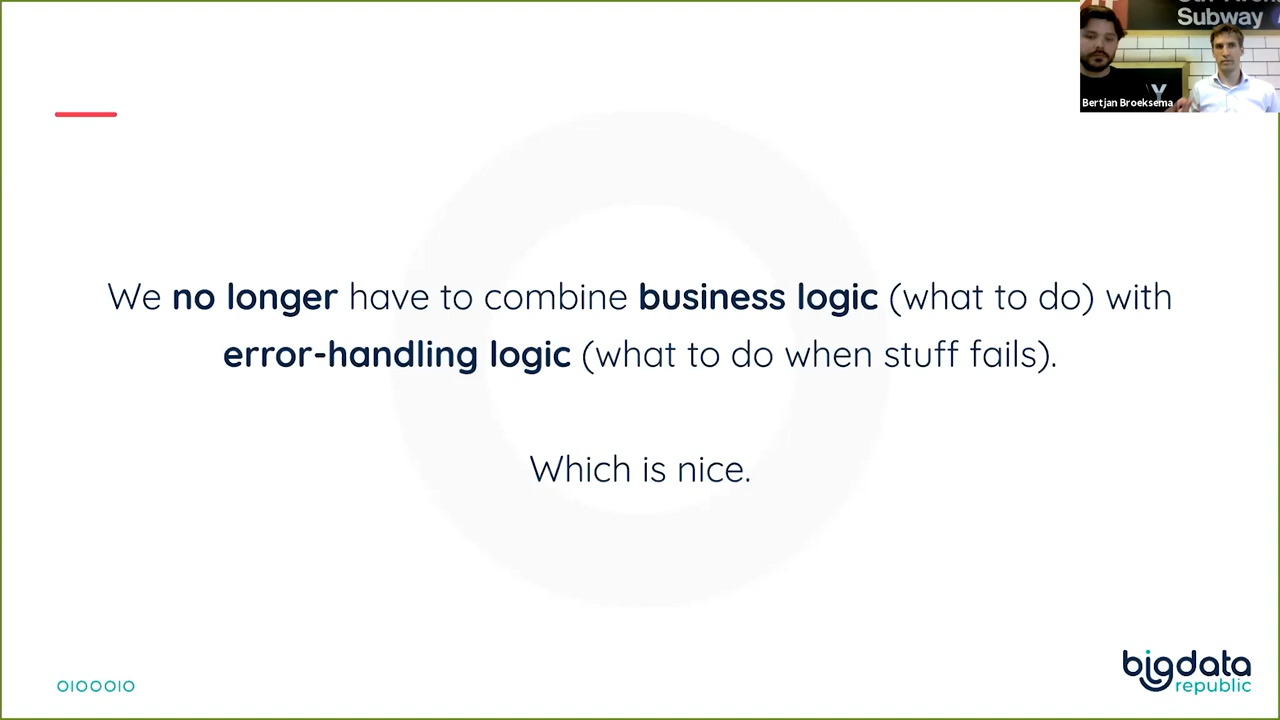 Subway
Bertjan Broeksema
We no longer have to combine business logic (what to do) with
error-handling logic (what to do when stuff fails).
Which is nice.
0100010
bigdata
republic